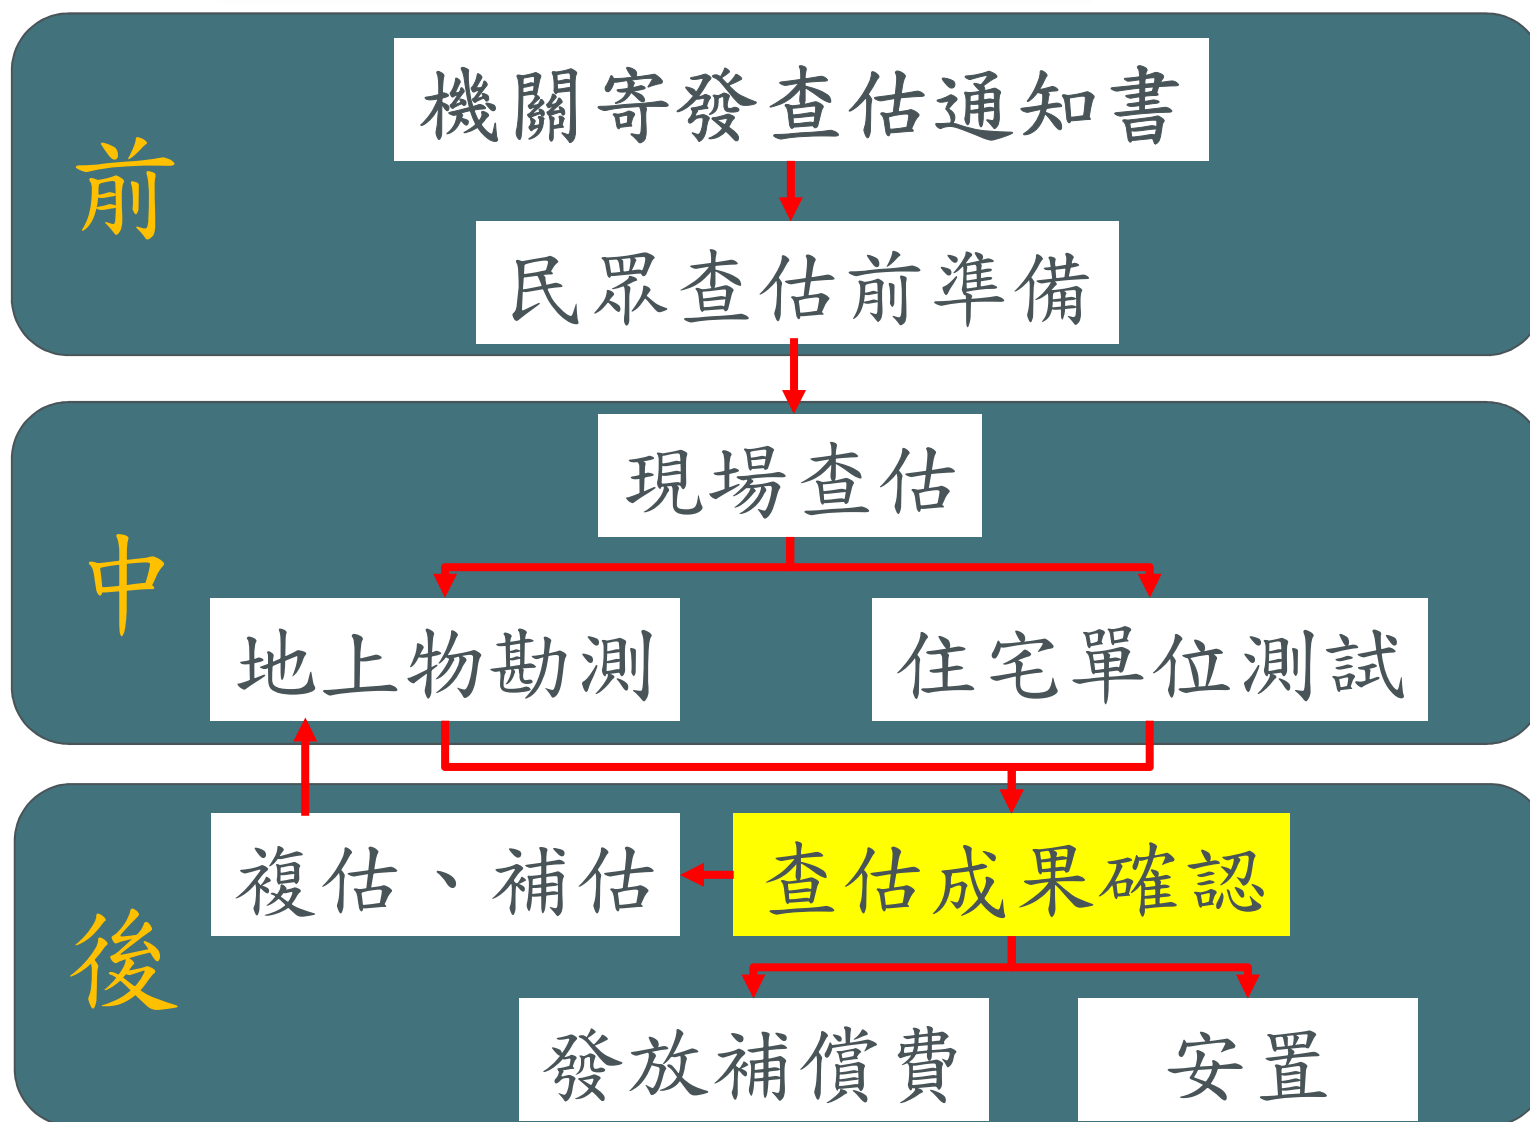 前
機關寄發查估通知書
民眾查估前準備
中
現場查估
地上物勘測
住宅單位測試
後
複估、補估
查估成果確認
發放補償費
安置